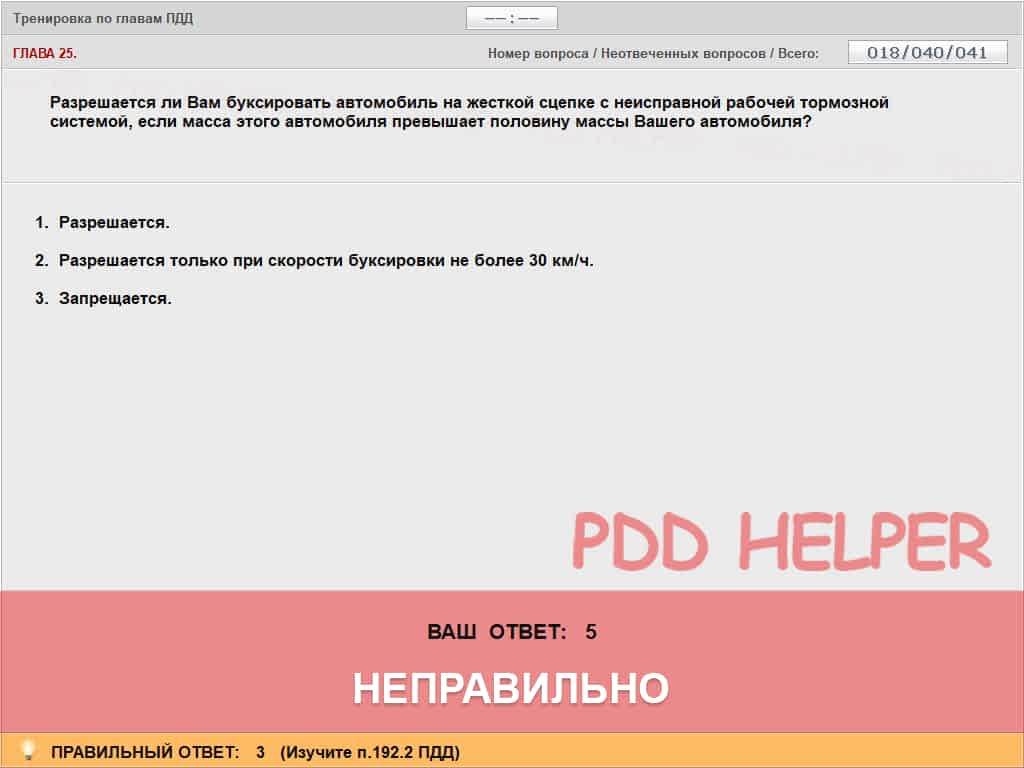 Тренировка по главам ПДД
—— : ——
ГЛАВА 25.
Номер вопроса / Неотвеченных вопросов / Всего:
018/040/041
Разрешается ли Вам буксировать автомобиль на жесткой сцепке с неисправной рабочей тормозной
системой, если масса этого автомобиля превышает половину массы Вашего автомобиля?
1. Разрешается.
2. Разрешается только при скорости буксировки не более 30 км/ч.
3. Запрещается.
PDD HELPER
ВАШ ОТВЕТ: 5
НЕПРАВИЛЬНО
ПРАВИЛЬНЫЙ ОТВЕТ: 3 (Изучите п.192.2 ПДД)